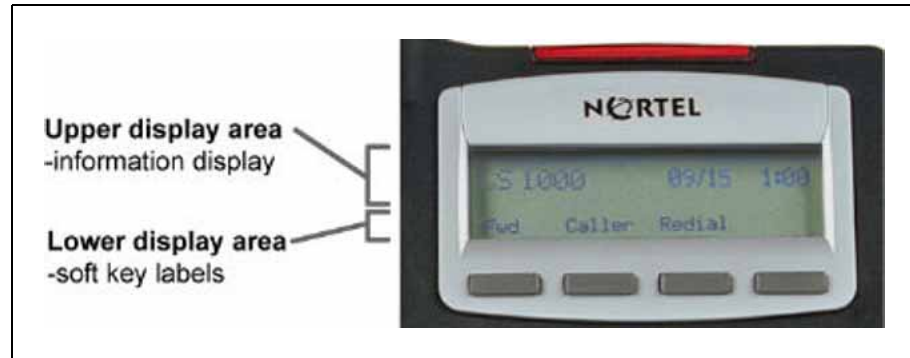 Upper display area
-information display
Lower display area
-soft key labels
NORTEL
S 1000 09/15 1:00
Fwd Caller Redial